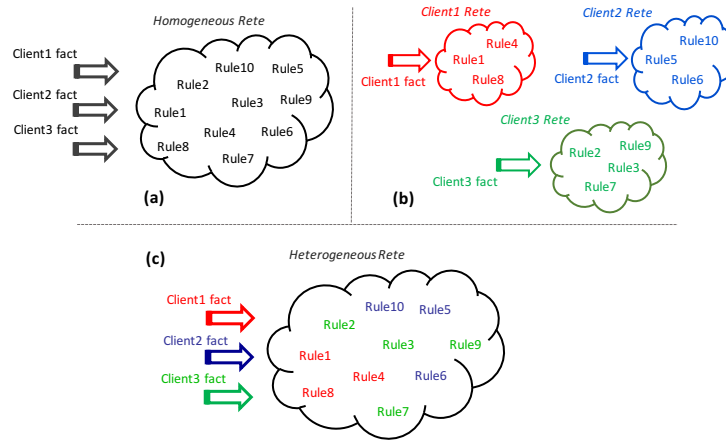 Homogeneous Rete
Client1 fact
Client2 fact
Client3 fact
Rule10
Rule5
Rule2
Rule3
Rule9
Rule1
Rule4
Rule6
Rule8
Rule7
(a)
Client1 Rete
Client1 fact
Rule4
Rule1
Rule8
Client2 Rete
Client2 fact
Rule10
Rule5
Rule6
Client3 Rete
Client3 fact
Rule9
Rule2
Rule3
Rule7
(b)
(c)
Heterogeneous Rete
Client1 fact
Client2 fact
Client3 fact
Rule10
Rule5
Rule2
Rule3
Rule9
Rule1
Rule4
Rule6
Rule8
Rule7